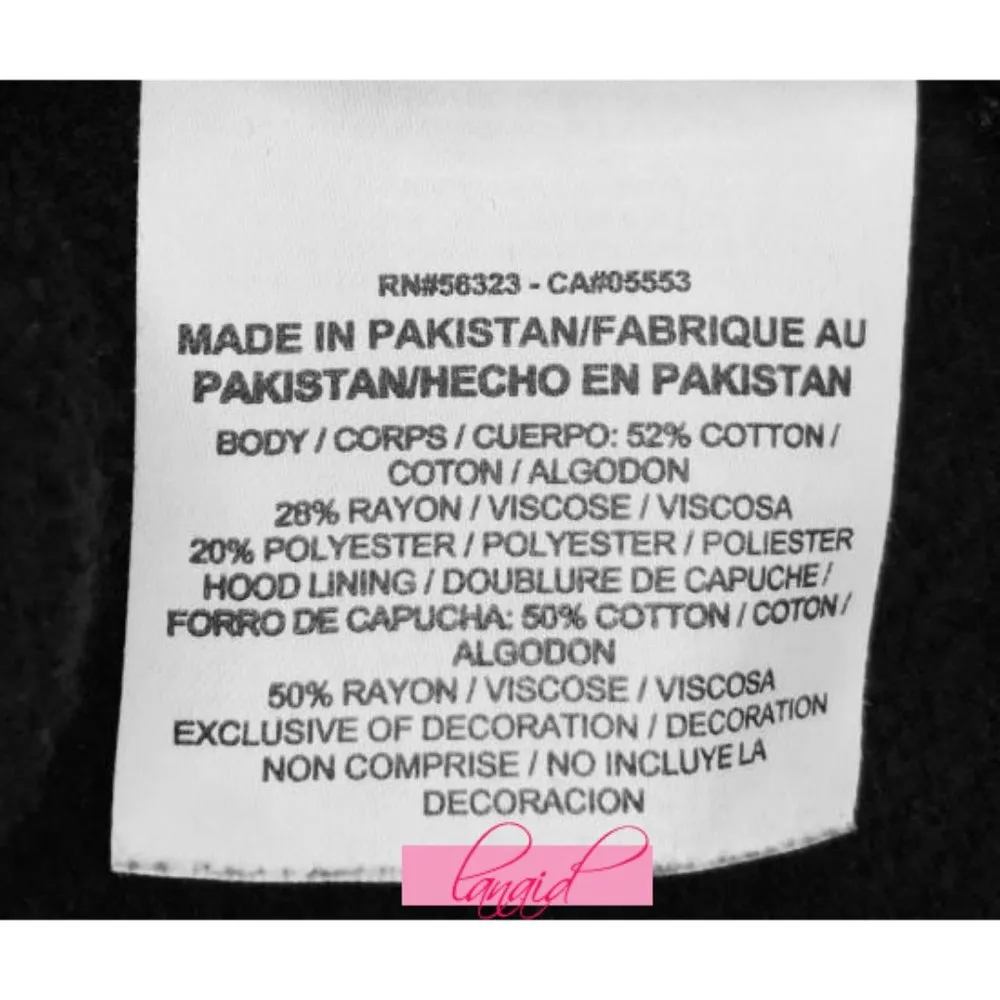 RN#56323 - CA#05553
MADE IN PAKISTAN/FABRIQUE AU
PAKISTAN/HECHO EN PAKISTAN
BODY / CORPS / CUERPO: 52% COTTON /
COTON / ALGODON
28% RAYON / VISCOSE / VISCOSA
20% POLYESTER / POLYESTER / POLIESTER
HOOD LINING / DOUBLURE DE CAPUCHE /
FORRO DE CAPUCHA: 50% COTTON / COTON /
ALGODON
50% RAYON / VISCOSE / VISCOSA
EXCLUSIVE OF DECORATION / DECORATION
NON COMPRISE / NO INCLUYE LA
DECORACION
lanaid